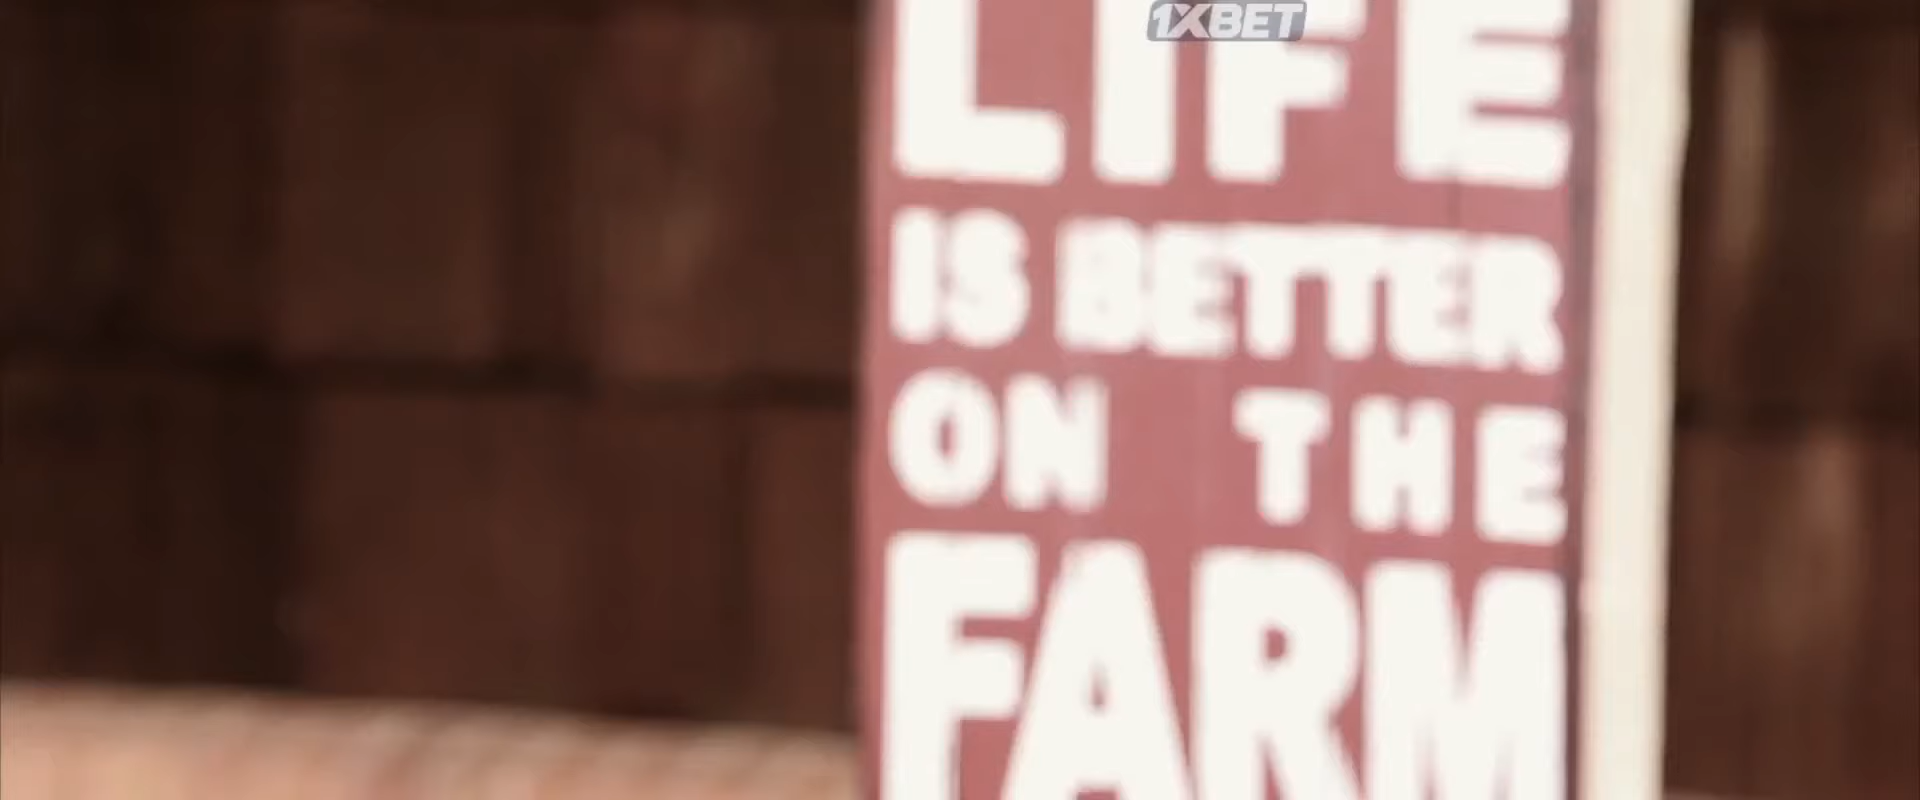 1XBET
LIFE
IS BETTER
ON THE
FARM